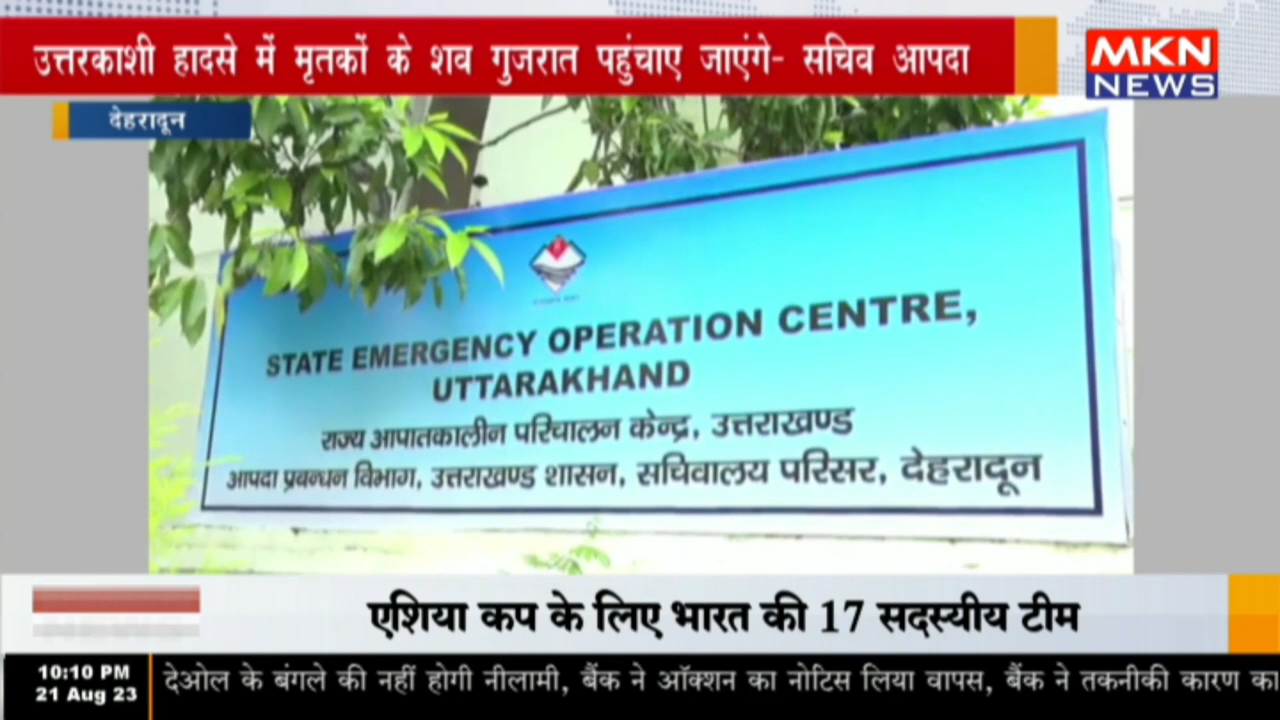 उत्तरकाशी हादसे में मृतकों के शव गुजरात पहुंचाए जाएंगे- सचिव आपदा
MKN
NEWS
देहरादून
STATE EMERGENCY OPERATION CENTRE,
UTTARAKHAND
राज्य आपातकालीन परिचालन केन्द्र, उत्तराखण्ड
आपदा प्रबन्धन विभाग, उत्तराखण्ड शासन, सचिवालय परिसर, देहरादून
एशिया कप के लिए भारत की 17 सदस्यीय टीम
10:10 PM
21 Aug 23
देओल के बंगले की नहीं होगी नीलामी, बैंक ने ऑक्शन का नोटिस लिया वापस, बैंक ने तकनीकी कारण का